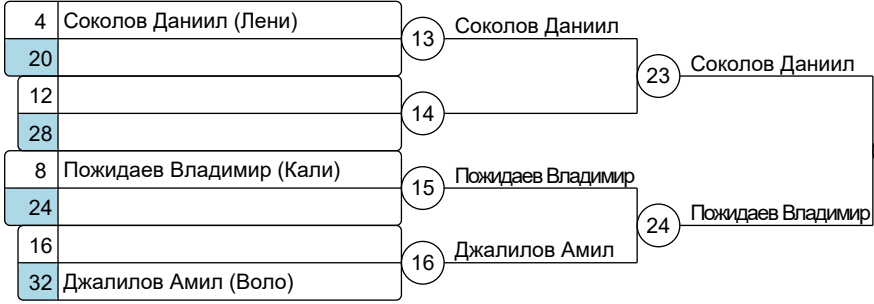 4 Соколов Даниил (Лени)
20
12
28
8 Пожидаев Владимир (Кали)
24
16
32 Джалилов Амил (Воло)
13 Соколов Даниил
14
15 Пожидаев Владимир
16 Джалилов Амил
23 Соколов Даниил
24 Пожидаев Владимир